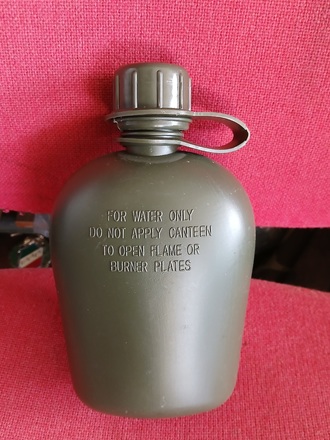 FOR WATER ONLY
DO NOT APPLY CANTEEN
TO OPEN FLAME OR
BURNER PLATES